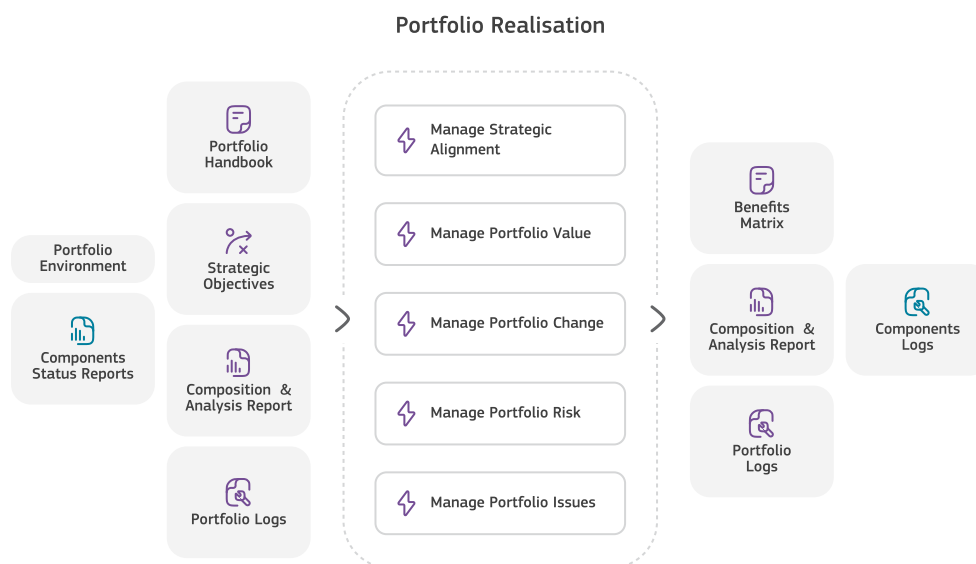 Portfolio Realisation
Portfolio
Environment
Components
Status Reports
Portfolio
Handbook
Strategic
Objectives
Composition  &
Analysis Report
Portfolio Logs
Manage Strategic
Alignment
Manage Portfolio Value
Manage Portfolio Change
Manage Portfolio Risk
Manage Portfolio Issues
Benefits
Matrix
Composition  &
Analysis Report
Portfolio
Logs
Components
Logs